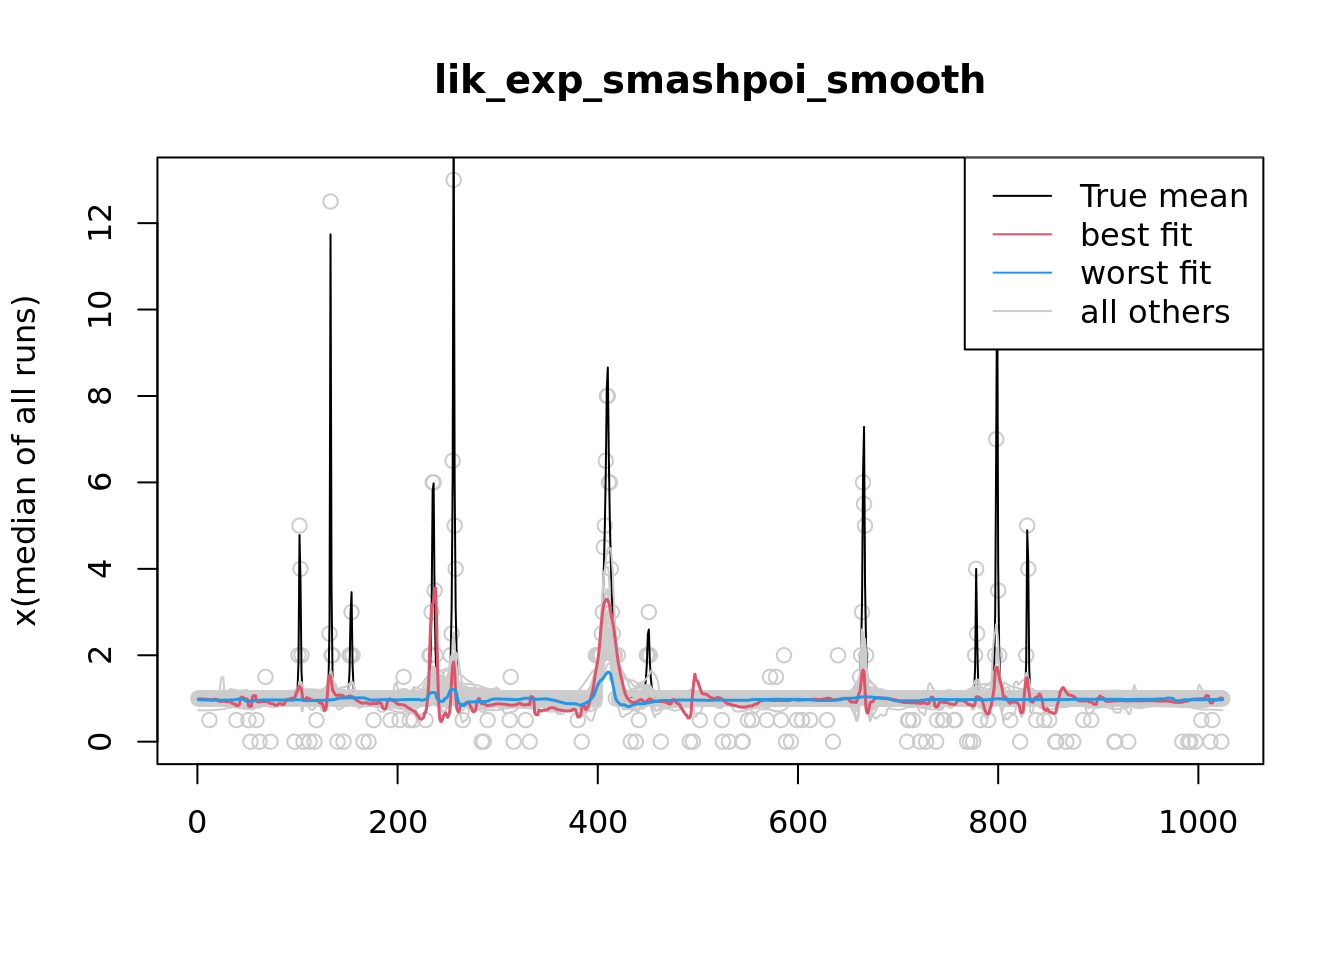 lik_exp_smashpoi_smooth
True mean
best fit
worst fit
all others
x(median of all runs)
12
10
8
6
4
2
0
0 200 400 600 800 1000